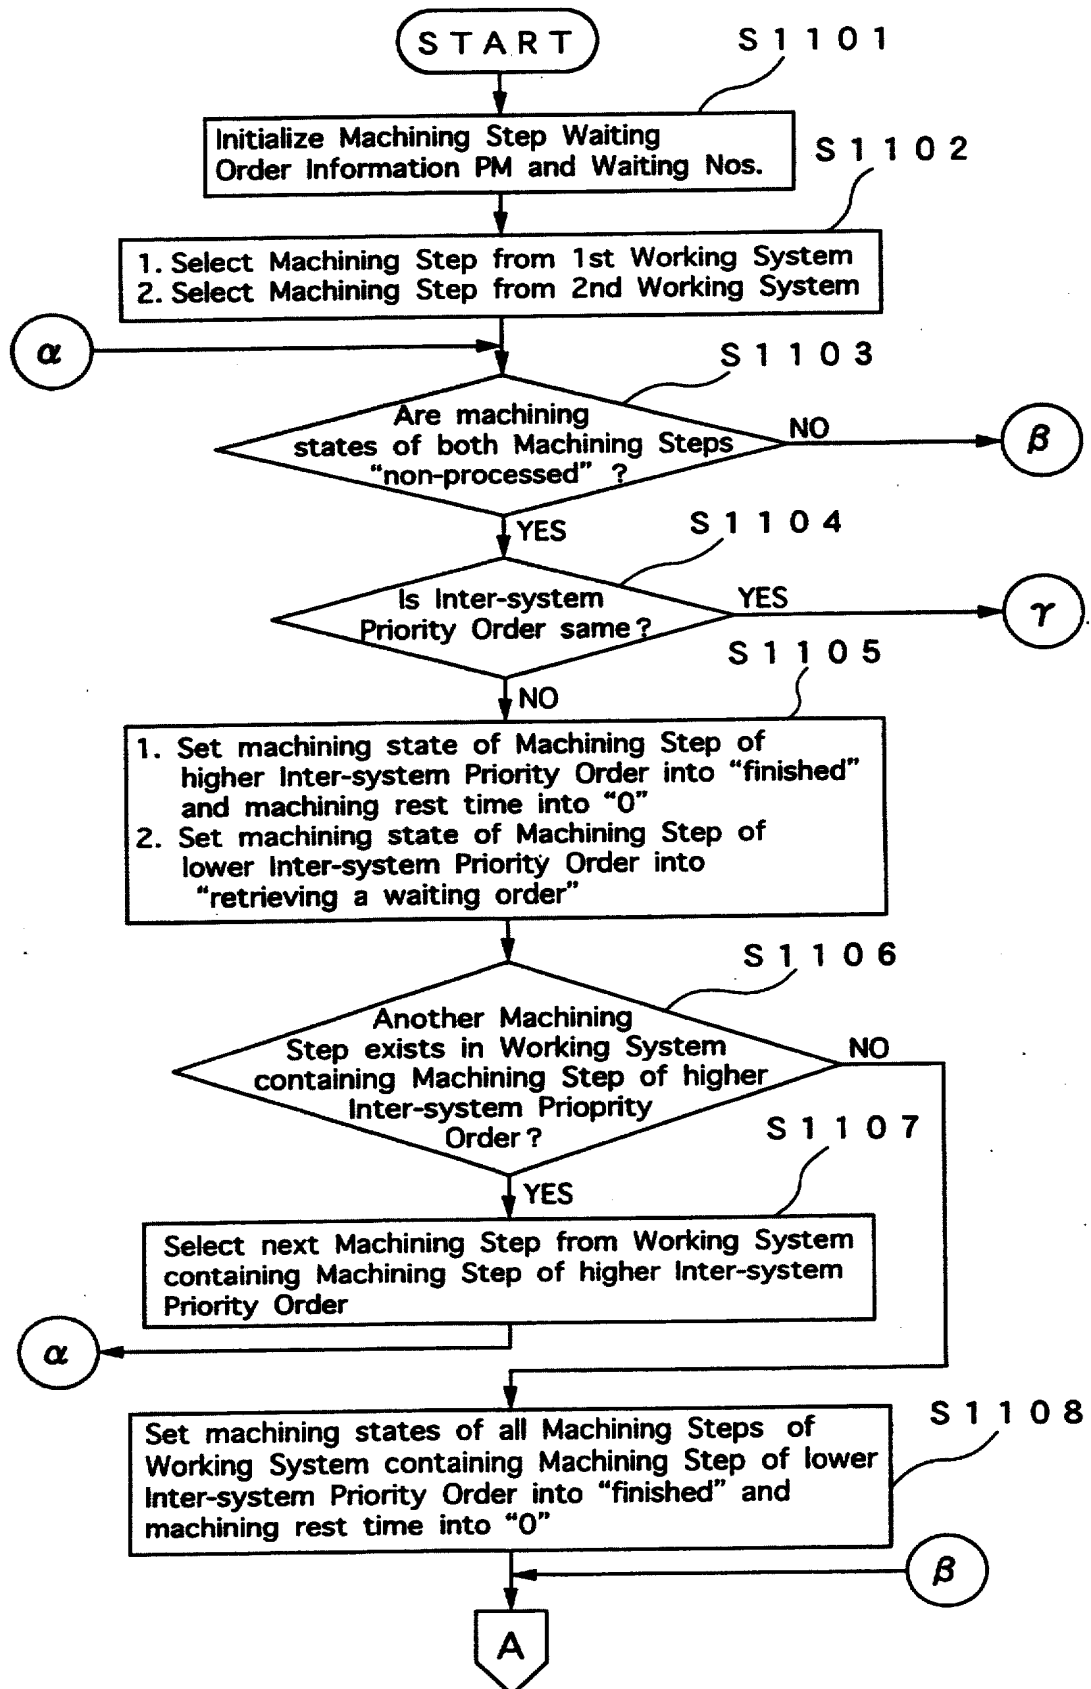 START
S1101
Initialize Machining Step Waiting
Order Information PM and Waiting Nos.
S1102
1. Select Machining Step from 1st Working System
2. Select Machining Step from 2nd Working System
α
S1103
Are machining
states of both Machining Steps
“non-processed” ?
NO
β
YES
S1104
Is Inter-system
Priority Order same?
YES
γ
S1105
NO
1. Set machining state of Machining Step of
higher Inter-system Priority Order into “finished”
and machining rest time into “0”
2. Set machining state of Machining Step of
lower Inter-system Priority Order into
“retrieving a waiting order”
S1106
Another Machining
Step exists in Working System
containing Machining Step of higher
Inter-system Prioprity
Order?
NO
S1107
YES
Select next Machining Step from Working System
containing Machining Step of higher Inter-system
Priority Order
α
S1108
Set machining states of all Machining Steps of
Working System containing Machining Step of lower
Inter-system Priority Order into “finished” and
machining rest time into “0”
β
A